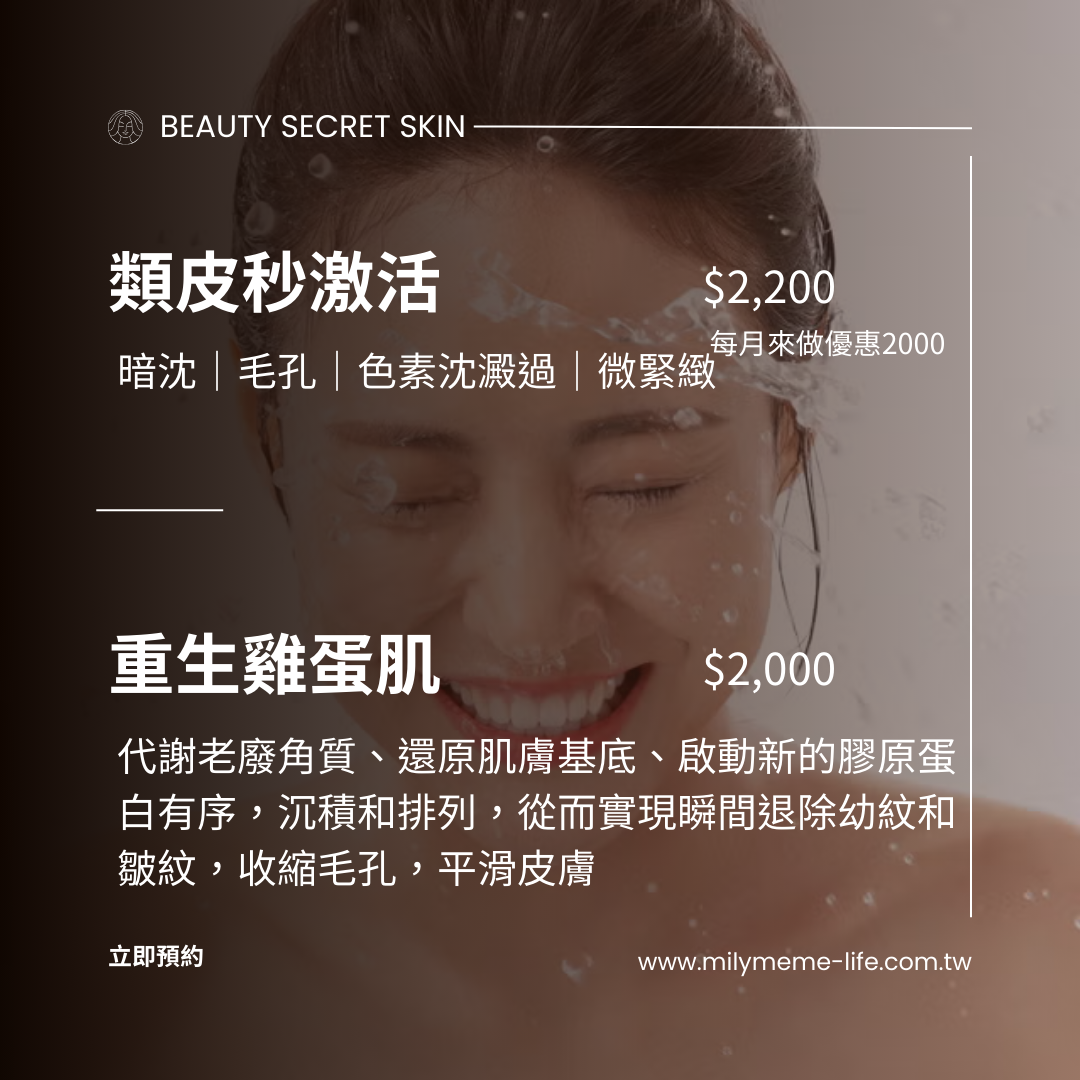 BEAUTY SECRET SKIN
類皮秒激活
$2,200
每月來做優惠2000
暗沈｜毛孔｜色素沈澱過｜微緊緻
重生雞蛋肌
$2,000
代謝老廢角質、還原肌膚基底、啟動新的膠原蛋
白有序，沉積和排列，從而實現瞬間退除幼紋和
皺紋，收縮毛孔，平滑皮膚
立即預約
www.milymeme-life.com.tw